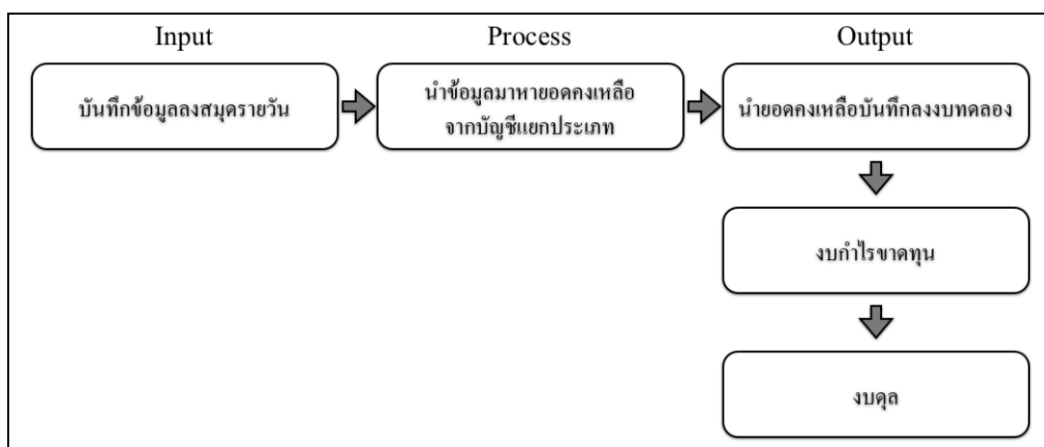 Input
Process
Output
บันทึกข้อมูลลงสมุดรายวัน
นำข้อมูลมาหายอดคงเหลือ
จากบัญชีแยกประเภท
นำยอดคงเหลือบันทึกลงงบทดลอง
งบกำไรขาดทุน
งบดุล